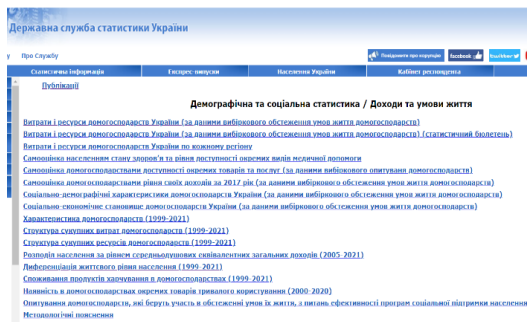 Державна служба статистики України
у Про Службу Повідомити про корупцію facebook twitter
Статистична інформація Експрес-випуски Населення України Кабінет респондента
Публікації
Демографічна та соціальна статистика / Доходи та умови життя
Витрати і ресурси домогосподарств України (за даними вибіркового обстеження умов життя домогосподарств)
Витрати і ресурси домогосподарств України (за даними вибіркового обстеження умов життя домогосподарств) (статистичний бюлетень)
Витрати і ресурси домогосподарств України по кожному регіону
Самооцінка населенням стану здоров'я та рівня доступності окремих видів медичної допомоги
Самооцінка домогосподарствами доступності окремих товарів та послуг (за даними вибіркового опитуваня домогосподарств)
Самооцінка домогосподарствами рівня своїх доходів за 2017 рік (за даними вибіркового обстеження умов життя домогосподарств)
Соціально-демографічні характеристики домогосподарств України (за даними вибіркового обстеження умов життя домогосподарств)
Соціально-економічне становище домогосподарств України (за даними вибіркового обстеження умов життя домогосподарств)
Характеристика домогосподарств (1999-2021)
Структура сукупних витрат домогосподарств (1999-2021)
Структура сукупних ресурсів домогосподарств (1999-2021)
Розподіл населення за рівнем середньодушових еквівалентних загальних доходів (2005-2021)
Диференціація життєвого рівня населення (1999-2021)
Споживання продуктів харчування в домогосподарствах (1999-2021)
Наявність в домогосподарствах окремих товарів тривалого користування (2000-2020)
Опитування домогосподарств, які беруть участь в обстеженні умов їх життя, з питань ефективності програм соціальної підтримки населення
Методологічні пояснення